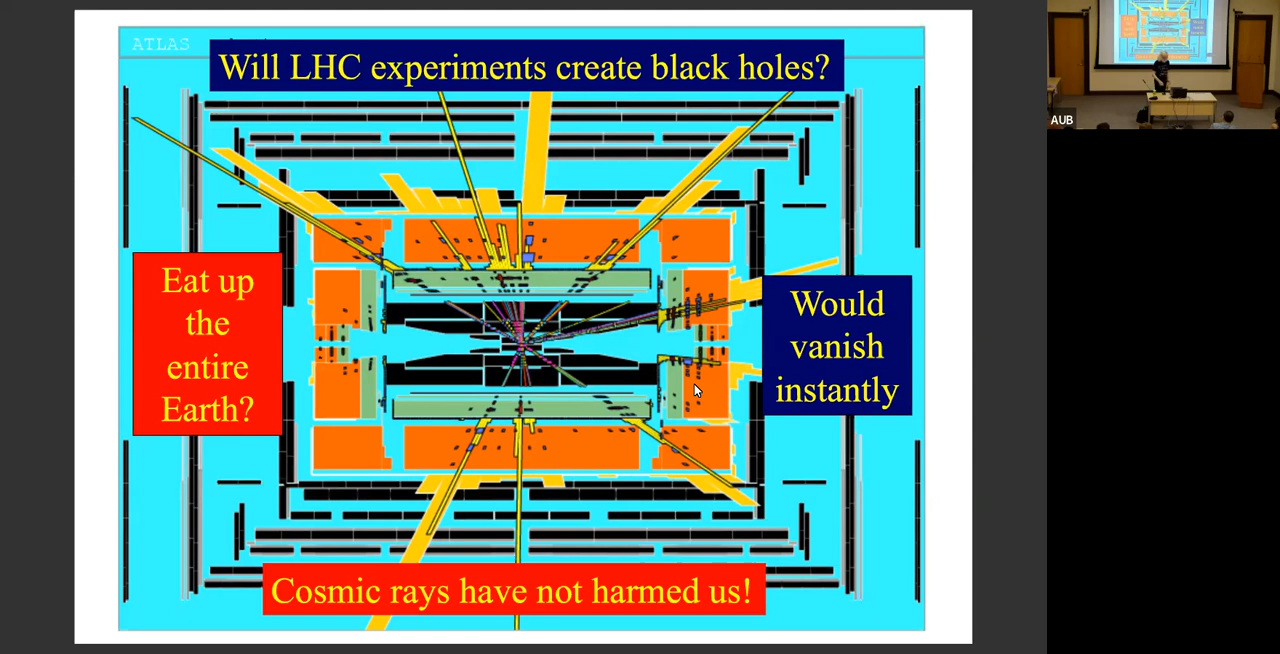 ATLAS
Will LHC experiments create black holes?
Eat up
the
entire
Earth?
Would
vanish
instantly
Cosmic rays have not harmed us!
AUB